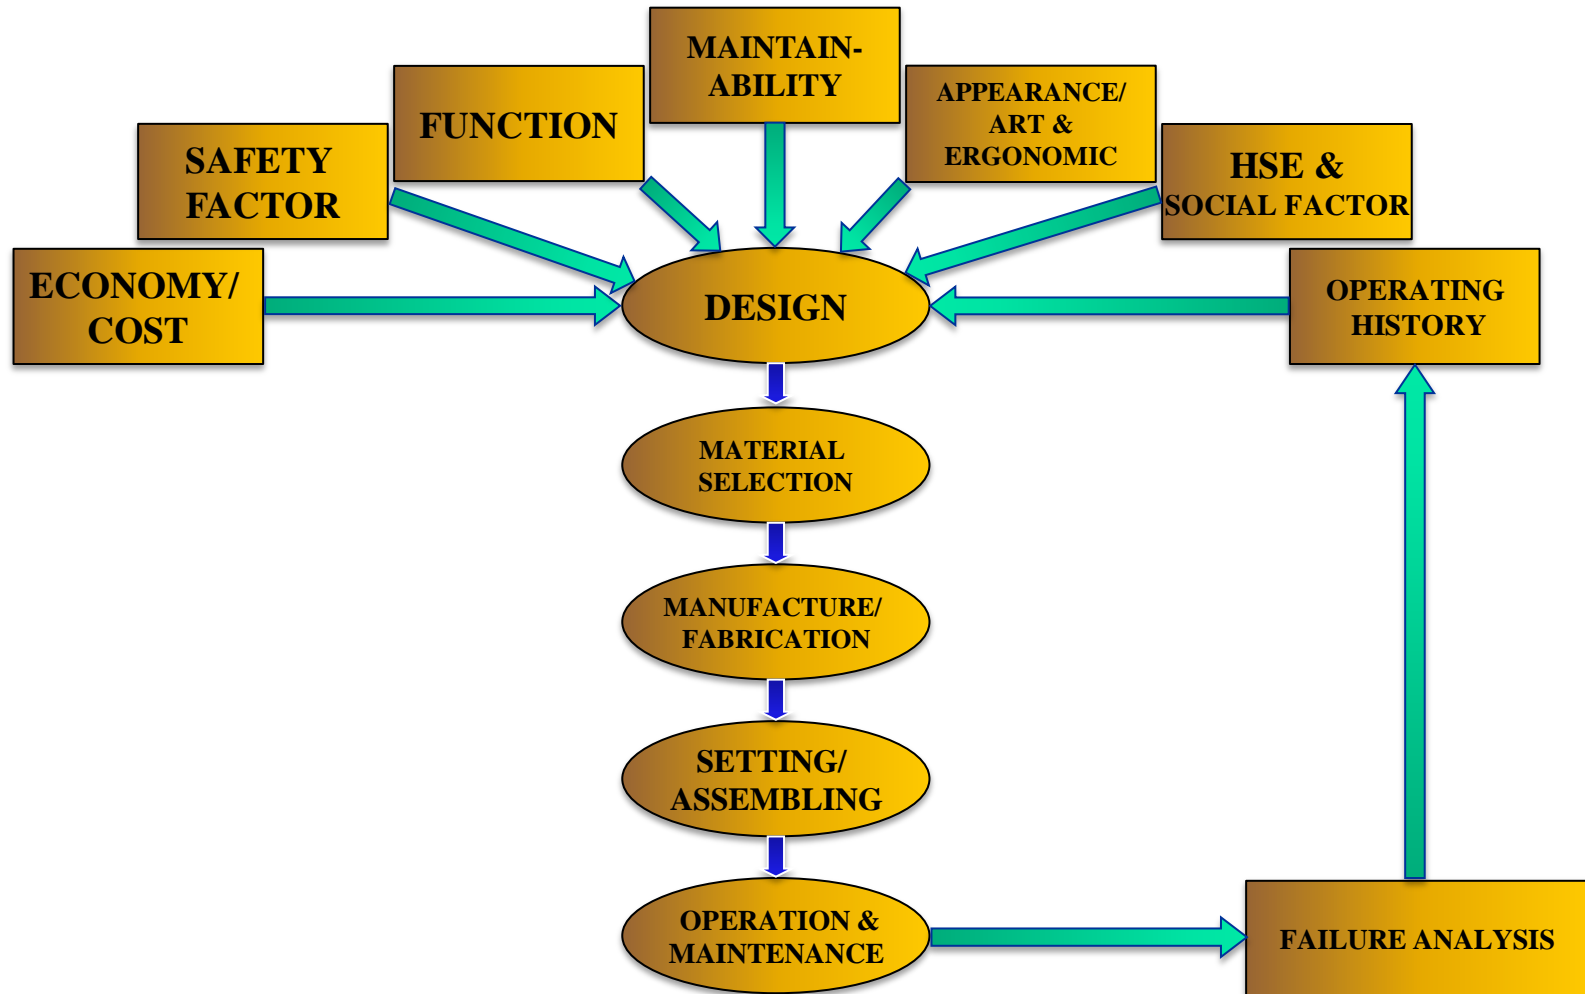 MAINTAIN-
ABILITY
APPEARANCE/
ART &
ERGONOMIC
FUNCTION
SAFETY
FACTOR
HSE &
SOCIAL FACTOR
ECONOMY/
COST
DESIGN
OPERATING
HISTORY
MATERIAL
SELECTION
MANUFACTURE/
FABRICATION
SETTING/
ASSEMBLING
OPERATION &
MAINTENANCE
FAILURE ANALYSIS